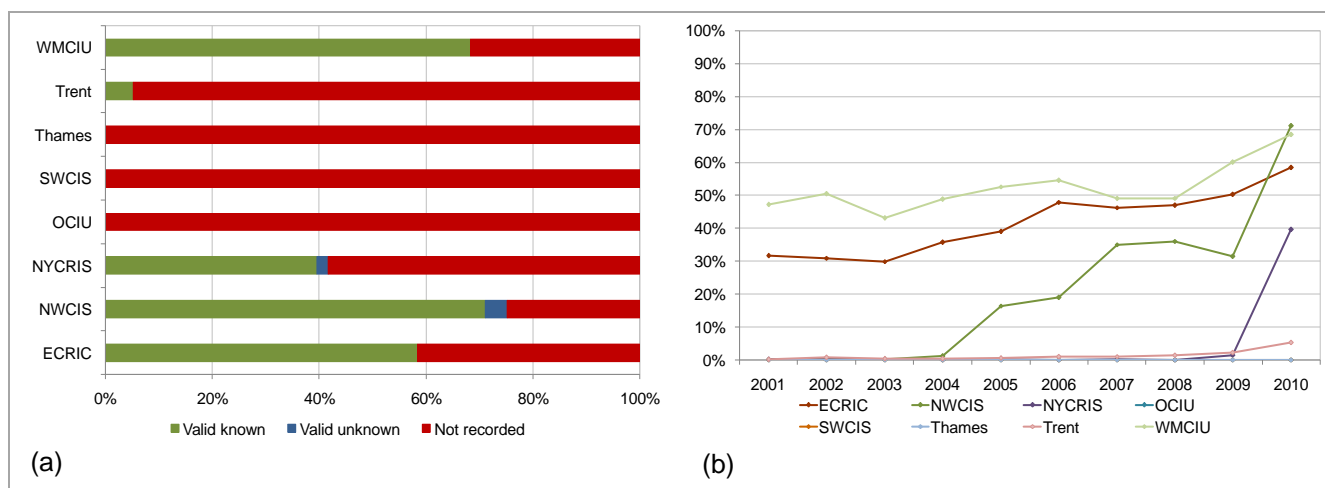 WMCIU
Trent
Thames
SWCIS
OCIU
NYCRIS
NWCIS
ECRIC
0% 20% 40% 60% 80% 100%
Valid known Valid unknown Not recorded
(a)
100%
90%
80%
70%
60%
50%
40%
30%
20%
10%
0%
2001 2002 2003 2004 2005 2006 2007 2008 2009 2010
ECRIC NWCIS NYCRIS OCIU
SWCIS Thames Trent WMCIU
(b)